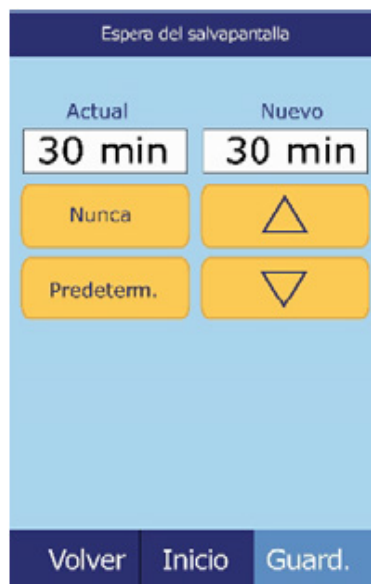 Espera del salvapantalla
Actual Nuevo
30 min 30 min
Nunca
Predeterm.
Volver Inicio Guard.